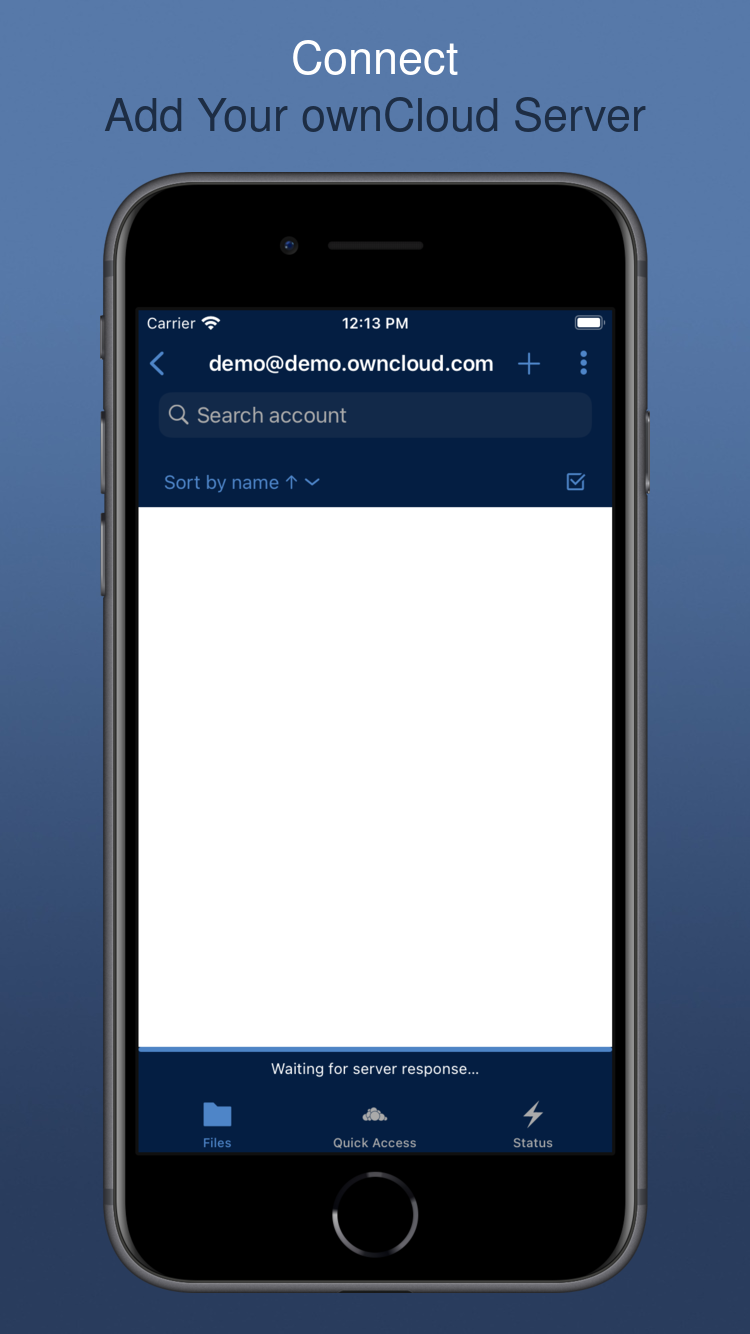 Connect
Add Your ownCloud Server
Carrier 12:13 PM
demo@demo.owncloud.com
Search account
Sort by name ↑
Waiting for server response...
Files Quick Access Status